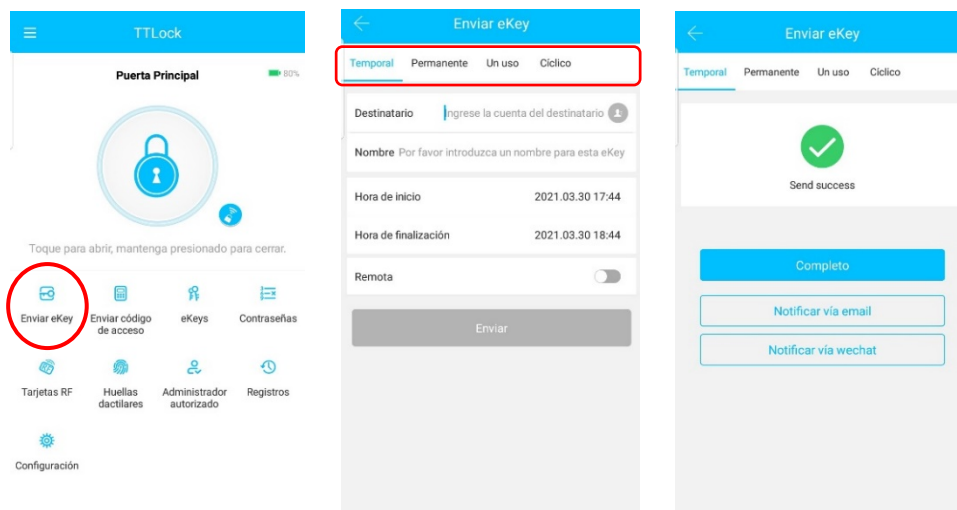 TTLock
Puerta Principal
80%
Toque para abrir, mantenga presionado para cerrar.
Enviar eKey
Enviar código
de acceso
eKeys
Contraseñas
Tarjetas RF
Huellas
dactilares
Administrador
autorizado
Registros
Configuración
Enviar eKey
Temporal Permanente Un uso Cíclico
Destinatario Ingrese la cuenta del destinatario
Nombre Por favor introduzca un nombre para esta eKey
Hora de inicio 2021.03.30 17:44
Hora de finalización 2021.03.30 18:44
Remota
Enviar
Enviar eKey
Temporal Permanente Un uso Cíclico
Send success
Completo
Notificar vía email
Notificar vía wechat